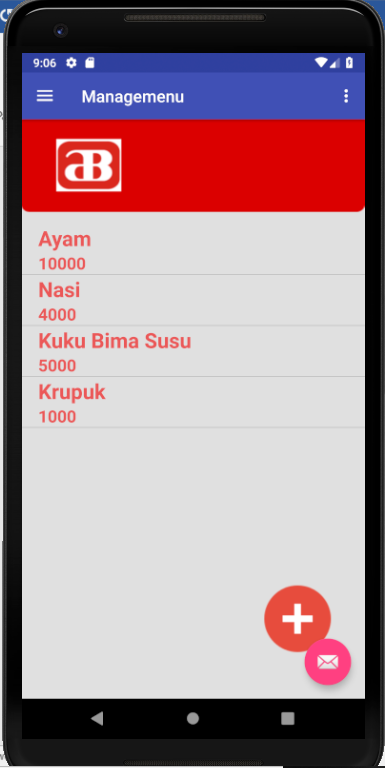 9:06
Managemenu
aB
Ayam
10000
Nasi
4000
Kuku Bima Susu
5000
Krupuk
1000